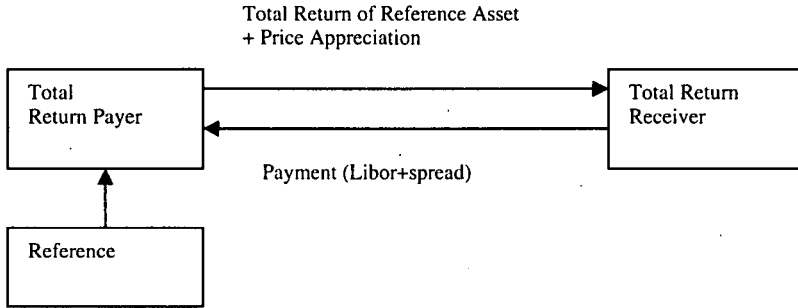 Total Return of Reference Asset
+ Price Appreciation
Total
Return Payer
Total Return
Receiver
Payment (Libor+spread)
Reference